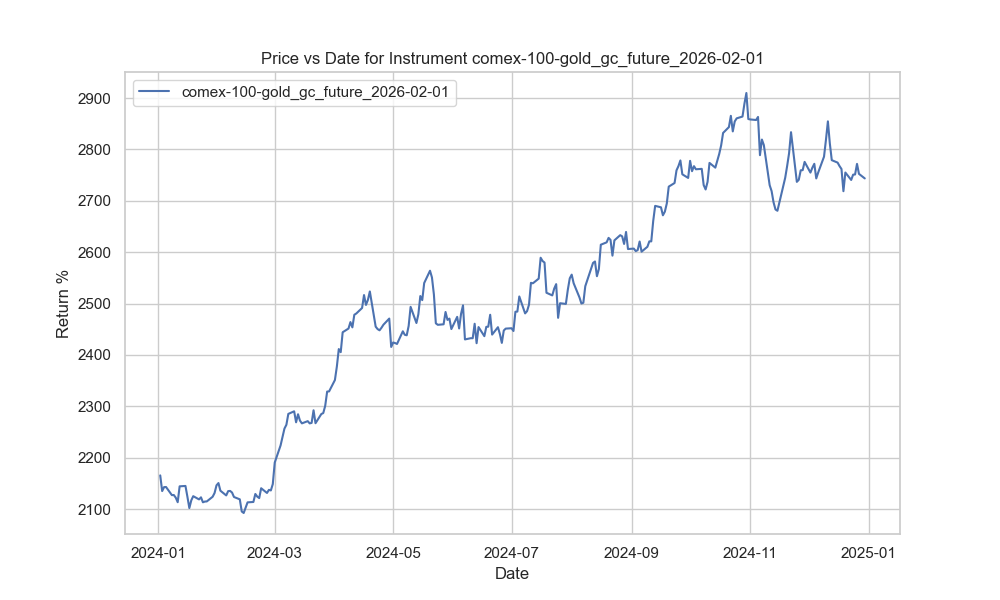 Price vs Date for Instrument comex-100-gold_gc_future_2026-02-01
comex-100-gold_gc_future_2026-02-01
Return %
2900
2800
2700
2600
2500
2400
2300
2200
2100
2024-01 2024-03 2024-05 2024-07 2024-09 2024-11 2025-01
Date